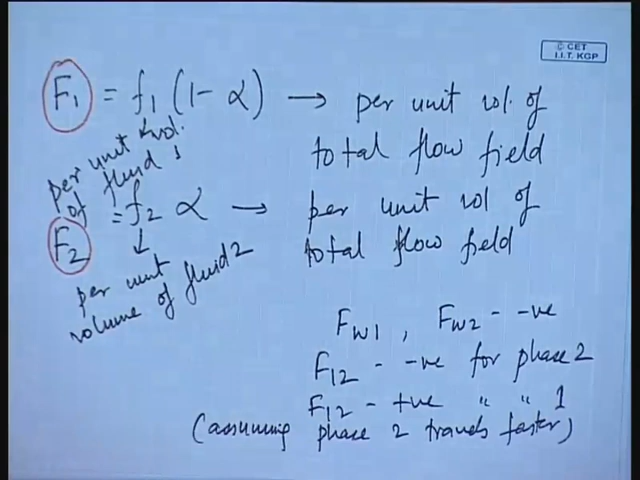 © CET
I.I.T. KGP
F₁ = f₁ (1 - α) → per unit vol. of
total flow field
per unit vol.
of fluid 1
F₂ = f₂ α → per unit vol of
total flow field
per unit
volume of fluid 2
F_W1 , F_W2 - -ve
F₁₂ - -ve for phase 2
F₁₂ - +ve " " 1
(assuming phase 2 travels faster)